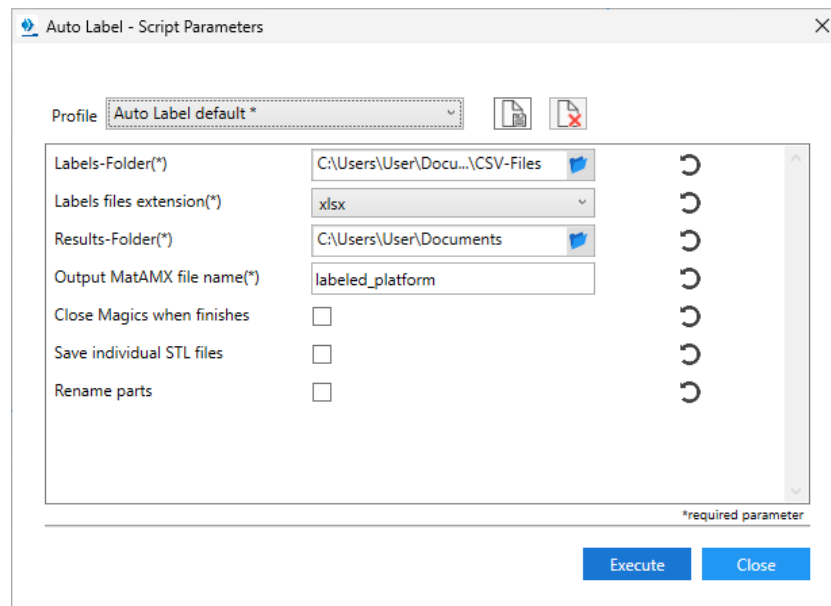 Auto Label - Script Parameters
Profile Auto Label default *
Labels-Folder(*) C:\Users\User\Docu...\CSV-Files
Labels files extension(*) xlsx
Results-Folder(*) C:\Users\User\Documents
Output MatAMX file name(*) labeled_platform
Close Magics when finishes
Save individual STL files
Rename parts
*required parameter
Execute Close